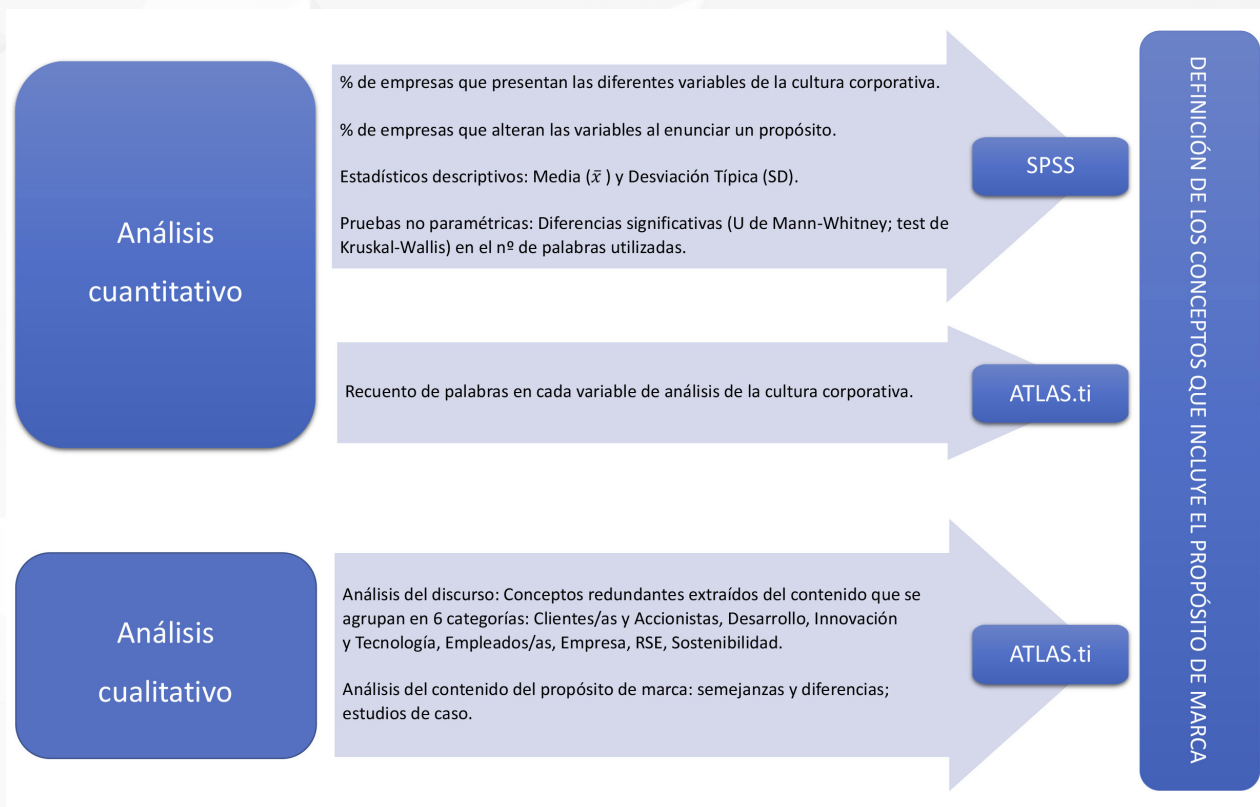 Análisis
cuantitativo
% de empresas que presentan las diferentes variables de la cultura corporativa.
% de empresas que alteran las variables al enunciar un propósito.
Estadísticos descriptivos: Media (x̄ ) y Desviación Típica (SD).
Pruebas no paramétricas: Diferencias significativas (U de Mann-Whitney; test de
Kruskal-Wallis) en el nº de palabras utilizadas.
SPSS
Recuento de palabras en cada variable de análisis de la cultura corporativa.
ATLAS.ti
Análisis
cualitativo
Análisis del discurso: Conceptos redundantes extraídos del contenido que se
agrupan en 6 categorías: Clientes/as y Accionistas, Desarrollo, Innovación
y Tecnología, Empleados/as, Empresa, RSE, Sostenibilidad.
Análisis del contenido del propósito de marca: semejanzas y diferencias;
estudios de caso.
ATLAS.ti
DEFINICIÓN DE LOS CONCEPTOS QUE INCLUYE EL PROPÓSITO DE MARCA